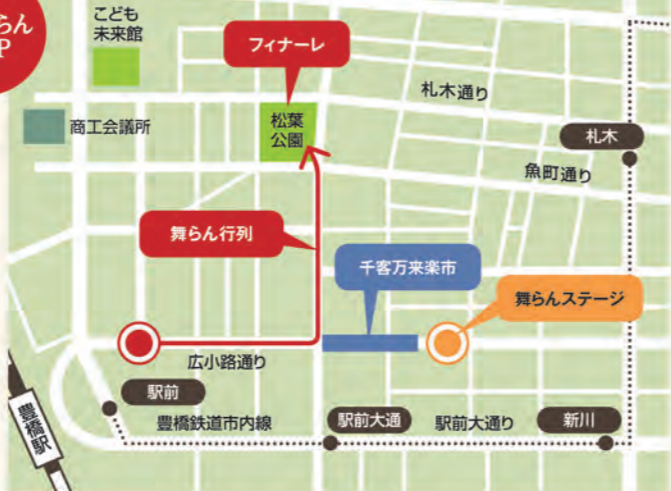 らん
P
こども
未来館
フィナーレ
札木通り
商工会議所
松葉
公園
札木
魚町通り
舞らん行列
千客万来楽市
舞らんステージ
広小路通り
駅前
豊橋駅
豊橋鉄道市内線
駅前大通
駅前大通り
新川